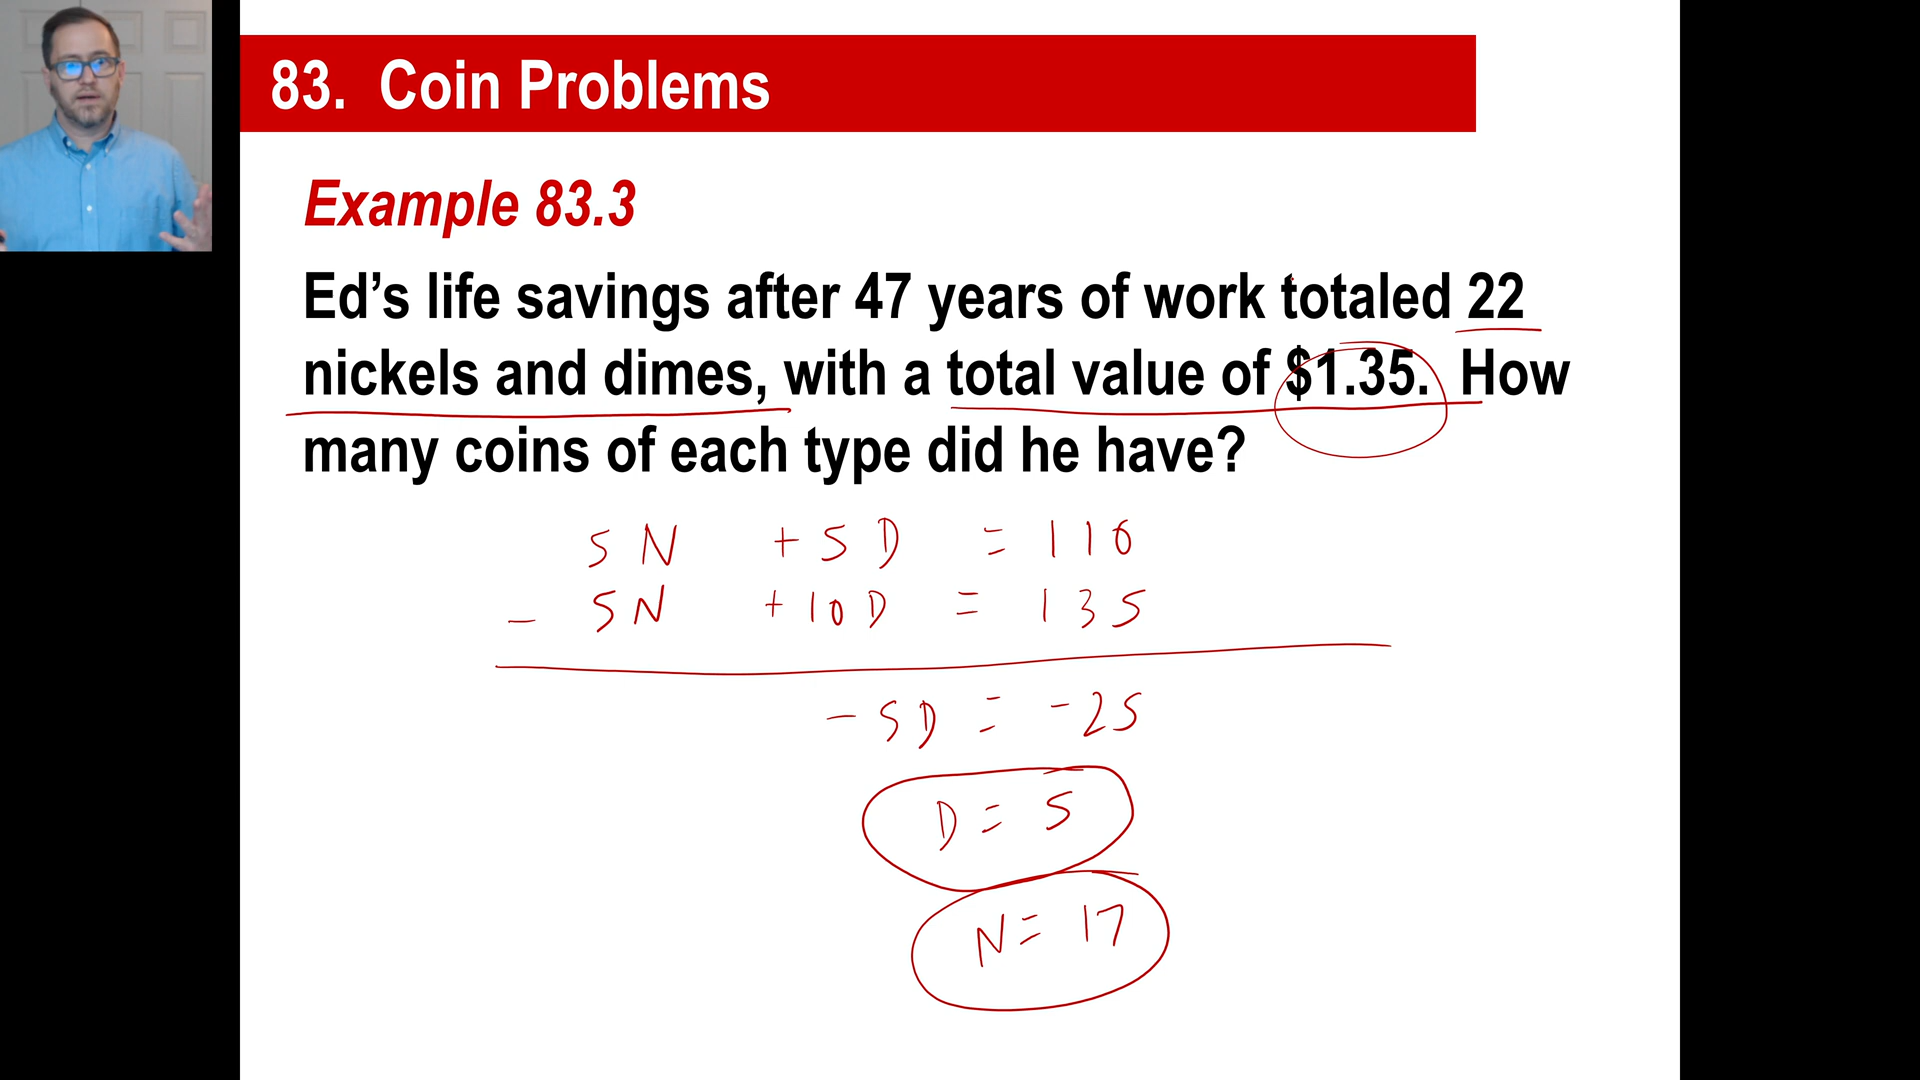 83. Coin Problems
Example 83.3
Ed’s life savings after 47 years of work totaled 22
nickels and dimes, with a total value of $1.35. How
many coins of each type did he have?
5N + 5D = 110
- 5N + 10D = 135
-5D = -25
D = 5
N = 17